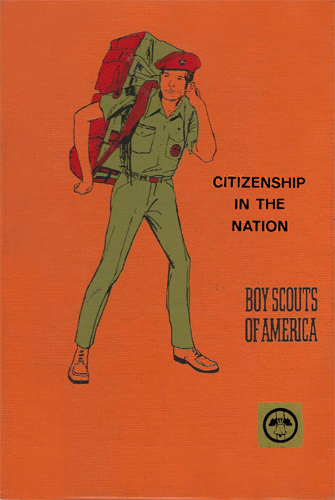 CITIZENSHIP
IN THE
NATION
BOY SCOUTS
OF AMERICA